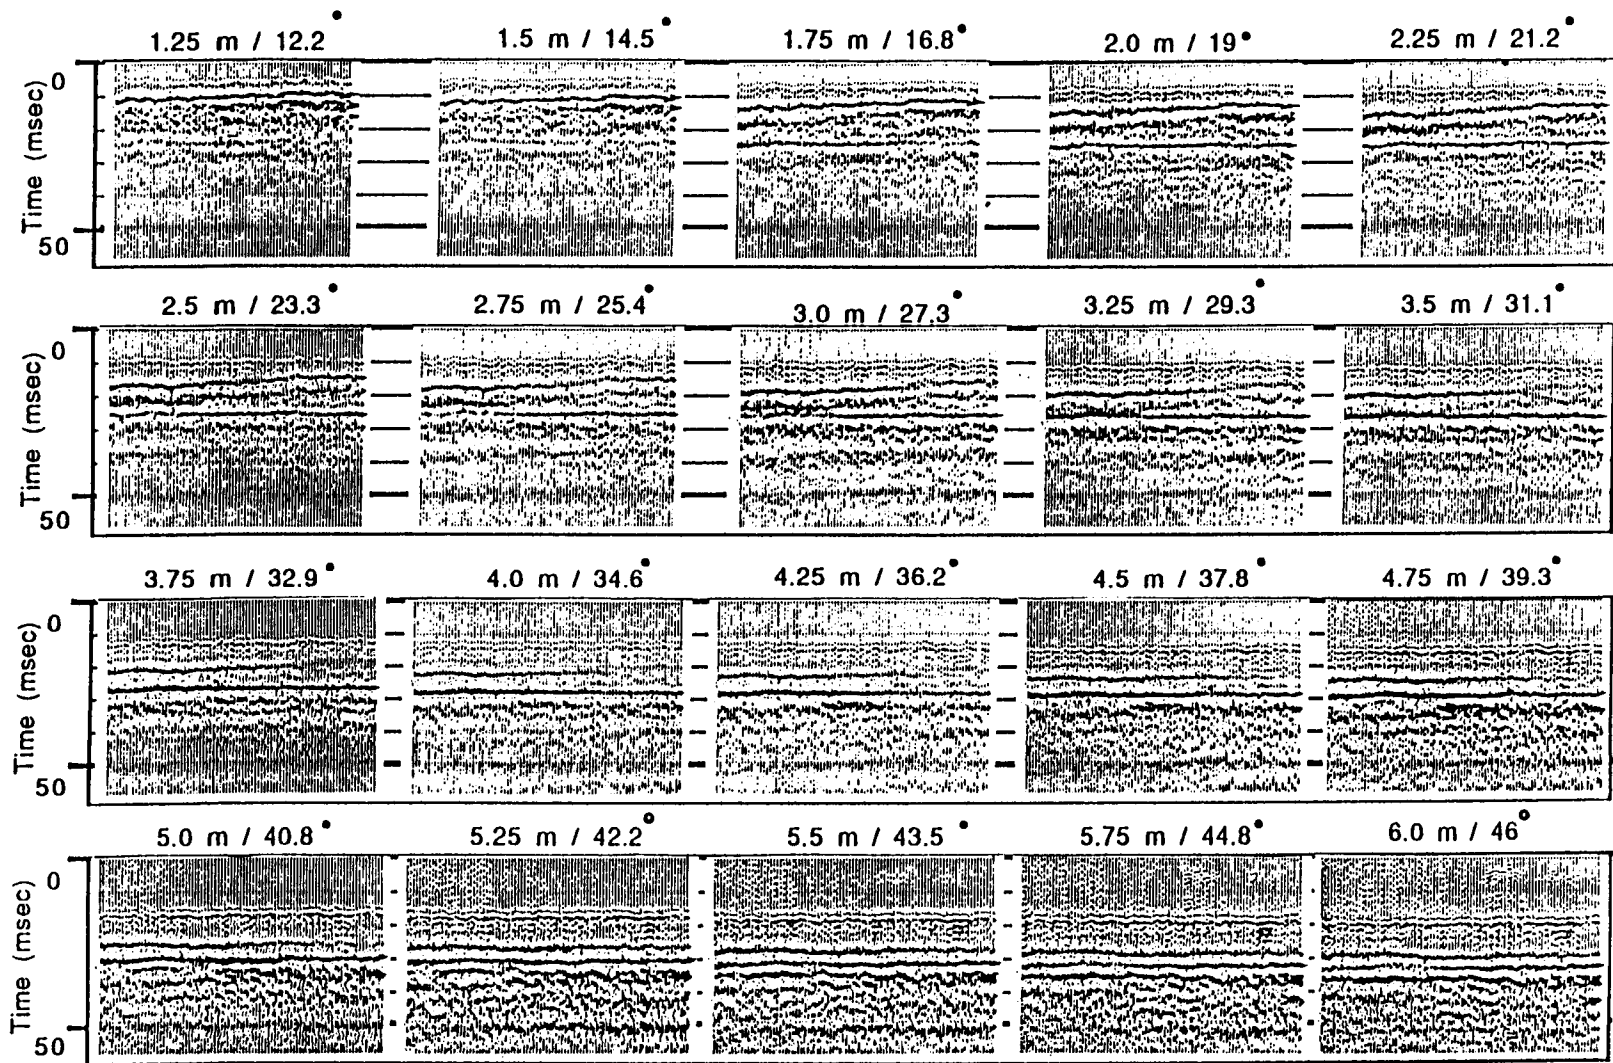 1.25 m / 12.2° 1.5 m / 14.5° 1.75 m / 16.8° 2.0 m / 19° 2.25 m / 21.2°
0
Time (msec)
50
2.5 m / 23.3° 2.75 m / 25.4° 3.0 m / 27.3° 3.25 m / 29.3° 3.5 m / 31.1°
0
Time (msec)
50
3.75 m / 32.9° 4.0 m / 34.6° 4.25 m / 36.2° 4.5 m / 37.8° 4.75 m / 39.3°
0
Time (msec)
50
5.0 m / 40.8° 5.25 m / 42.2° 5.5 m / 43.5° 5.75 m / 44.8° 6.0 m / 46°
0
Time (msec)
50